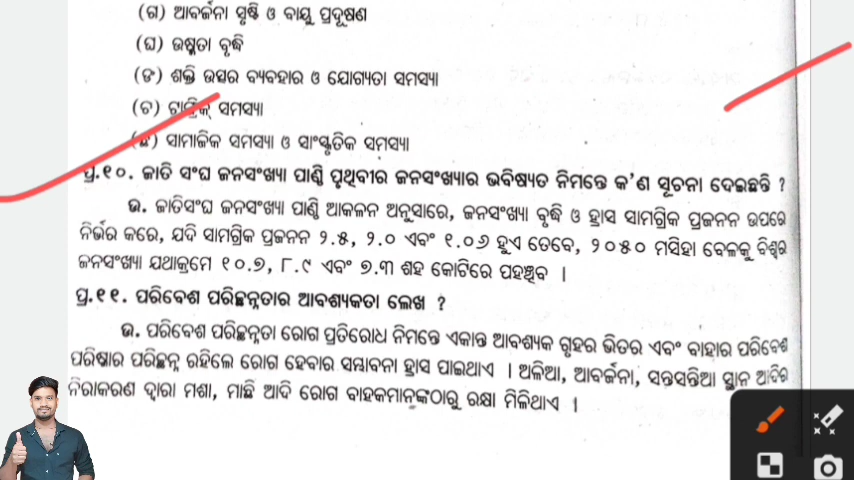 (ଗ) ଆବର୍ଜନା ସୃଷ୍ଟି ଓ ବାୟୁ ପ୍ରଦୂଷଣ
(ଘ) ଉଷ୍ଣତା ବୃଦ୍ଧି
(ଙ) ଶକ୍ତି ଉତ୍ସର ବ୍ୟବହାର ଓ ଯୋଗ୍ୟତା ସମସ୍ୟା
(ଚ) ଟ୍ରାଫିକ୍ ସମସ୍ୟା
(ଛ) ସାମାଜିକ ସମସ୍ୟା ଓ ସାଂସ୍କୃତିକ ସମସ୍ୟା
ପ୍ର.୧୦. ଜାତି ସଂଘ ଜନସଂଖ୍ୟା ପାଣ୍ଠି ପୃଥିବୀର ଜନସଂଖ୍ୟାର ଭବିଷ୍ୟତ ନିମନ୍ତେ କ'ଣ ସୂଚନା ଦେଇଛନ୍ତି ?
ଉ. ଜାତିସଂଘ ଜନସଂଖ୍ୟା ପାଣ୍ଠି ଆକଳନ ଅନୁସାରେ, ଜନସଂଖ୍ୟା ବୃଦ୍ଧି ଓ ହ୍ରାସ ସାମଗ୍ରିକ ପ୍ରଜନନ ଉପରେ
ନିର୍ଭର କରେ, ଯଦି ସାମଗ୍ରିକ ପ୍ରଜନନ ୨.୫, ୨.୦ ଏବଂ ୧.୦୬ ହୁଏ ତେବେ, ୨୦୫୦ ମସିହା ବେଳକୁ ବିଶ୍ୱର
ଜନସଂଖ୍ୟା ଯଥାକ୍ରମେ ୧୦.୭, ୮.୯ ଏବଂ ୭.୩ ଶହ କୋଟିରେ ପହଞ୍ଚିବ ।
ପ୍ର.୧୧. ପରିବେଶ ପରିଚ୍ଛନ୍ନତାର ଆବଶ୍ୟକତା ଲେଖ ?
ଉ. ପରିବେଶ ପରିଚ୍ଛନ୍ନତା ରୋଗ ପ୍ରତିରୋଧ ନିମନ୍ତେ ଏକାନ୍ତ ଆବଶ୍ୟକ ଗୃହର ଭିତର ଏବଂ ବାହାର ପରିବେଶ
ପରିଷ୍କାର ପରିଚ୍ଛନ୍ନ ରହିଲେ ରୋଗ ହେବାର ସମ୍ଭାବନା ହ୍ରାସ ପାଇଥାଏ । ଅଳିଆ, ଆବର୍ଜନା, ସନ୍ତସନ୍ତିଆ ସ୍ଥାନ ଆଦିର
ନିରାକରଣ ଦ୍ୱାରା ମଶା, ମାଛି ଆଦି ରୋଗ ବାହକମାନଙ୍କଠାରୁ ରକ୍ଷା ମିଳିଥାଏ ।